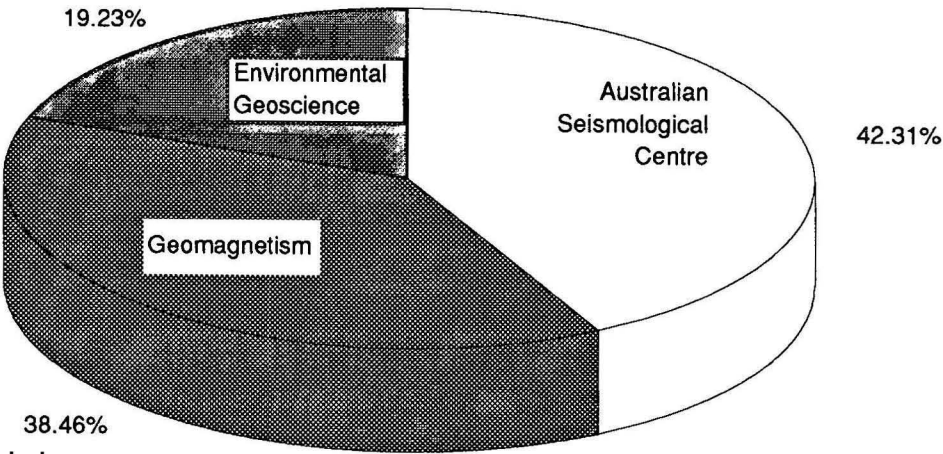 19.23%
Environmental
Geoscience
Australian
Seismological
Centre
42.31%
Geomagnetism
38.46%